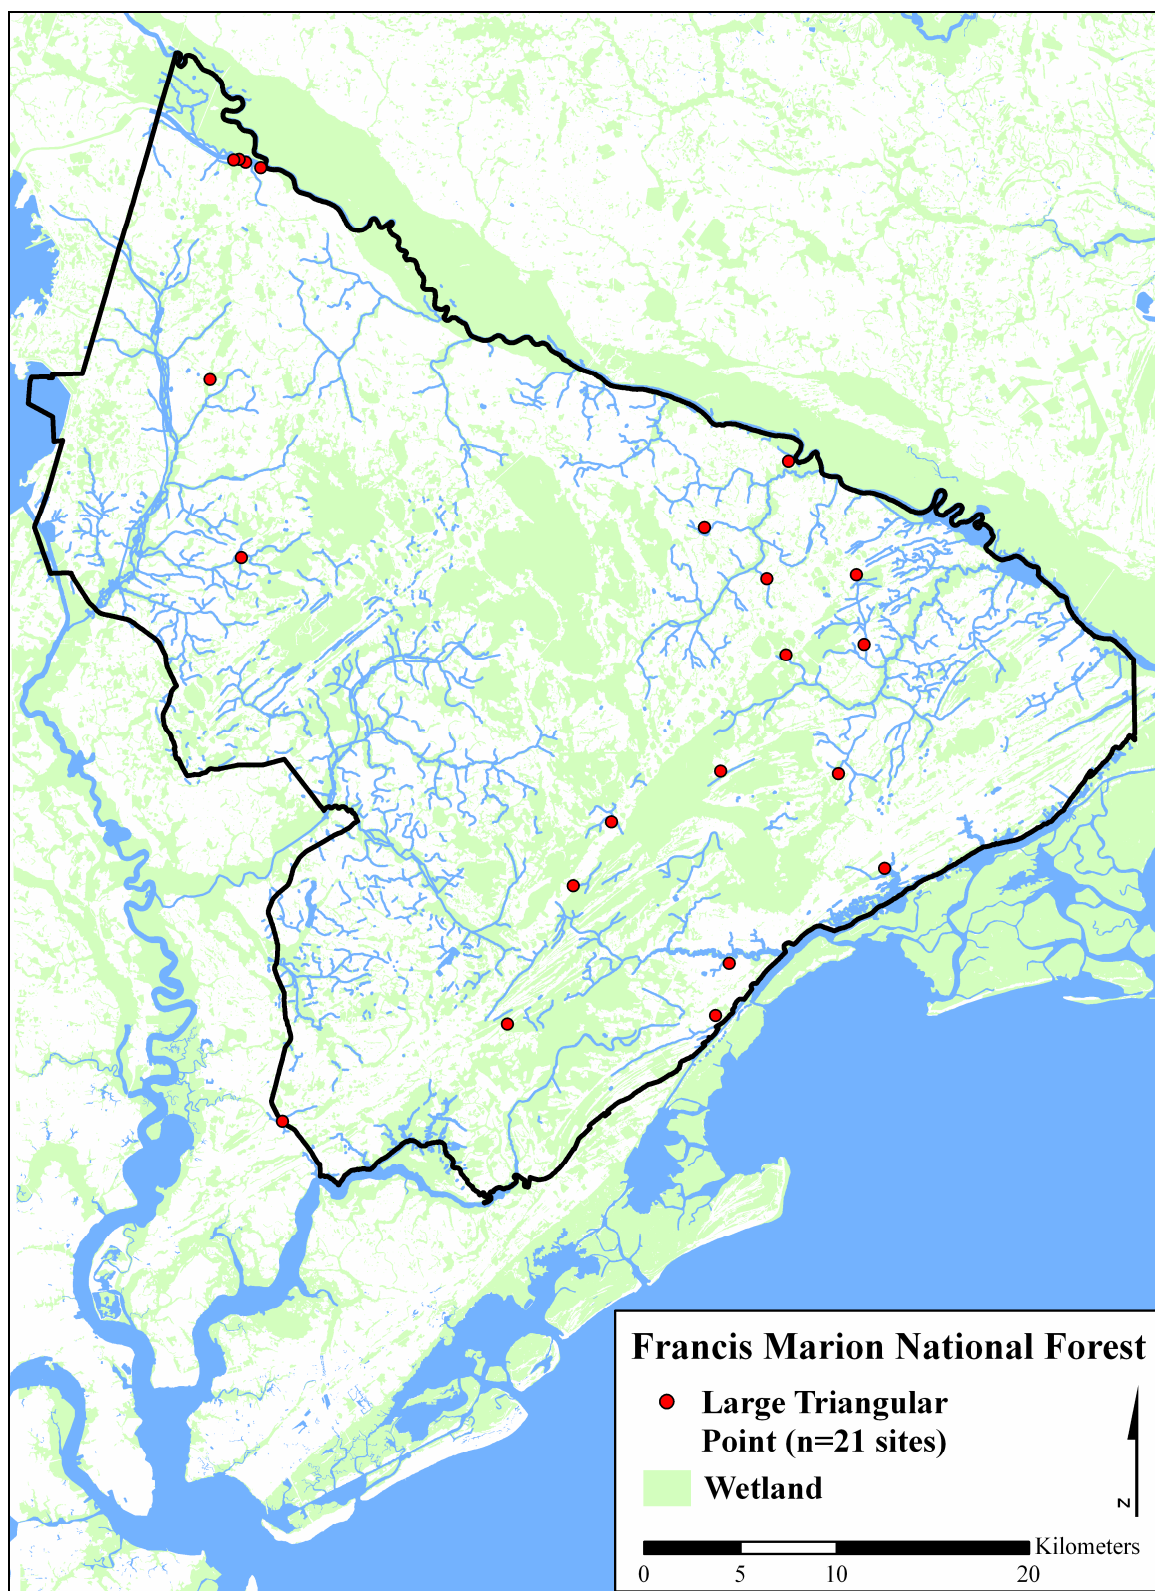 Francis Marion National Forest
Large Triangular
Point (n=21 sites)
Wetland
N
Kilometers
0 5 10 20